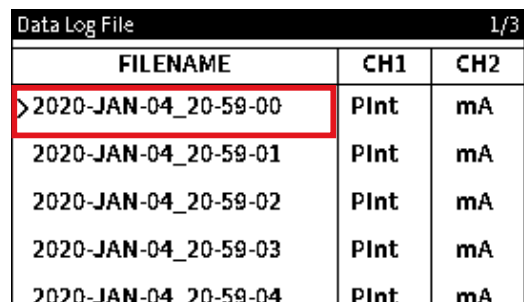 Data Log File 1/3
FILENAME CH1 CH2
>2020-JAN-04_20-59-00 PInt mA
2020-JAN-04_20-59-01 PInt mA
2020-JAN-04_20-59-02 PInt mA
2020-JAN-04_20-59-03 PInt mA
2020-JAN-04_20-59-04 PInt mA